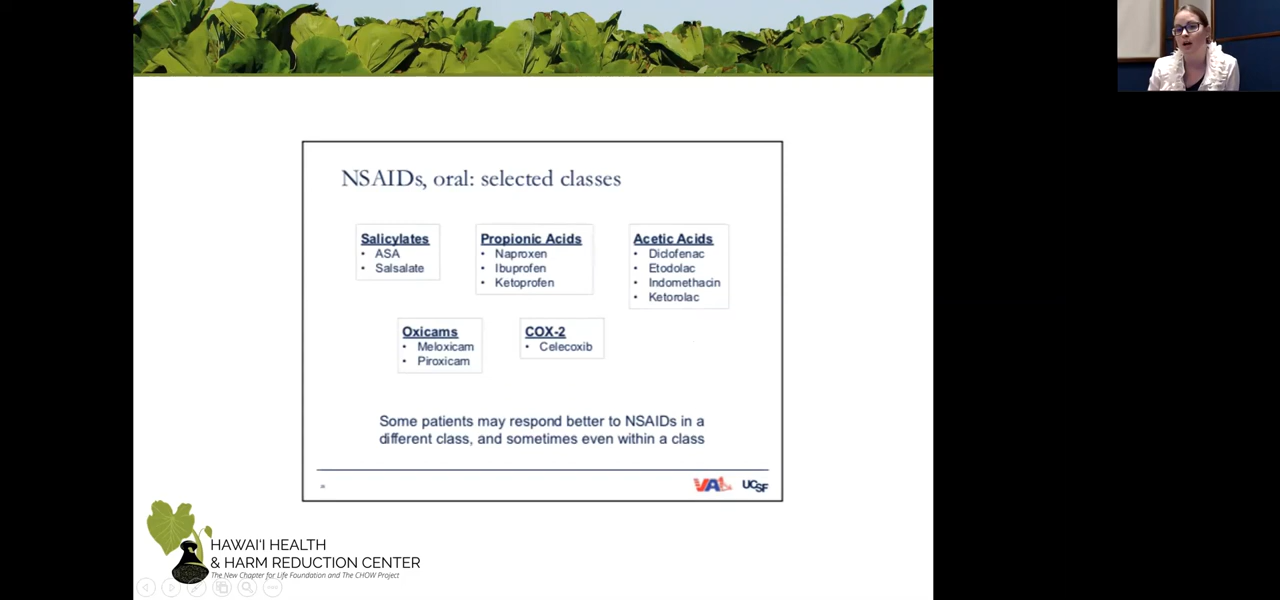 NSAIDs, oral: selected classes
Salicylates
• ASA
• Salsalate
Propionic Acids
• Naproxen
• Ibuprofen
• Ketoprofen
Acetic Acids
• Diclofenac
• Etodolac
• Indomethacin
• Ketorolac
Oxicams
• Meloxicam
• Piroxicam
COX-2
• Celecoxib
Some patients may respond better to NSAIDs in a
different class, and sometimes even within a class
VA
UCSF
HAWAI'I HEALTH
& HARM REDUCTION CENTER
The New Chapter for Life Foundation and The CHOW Project